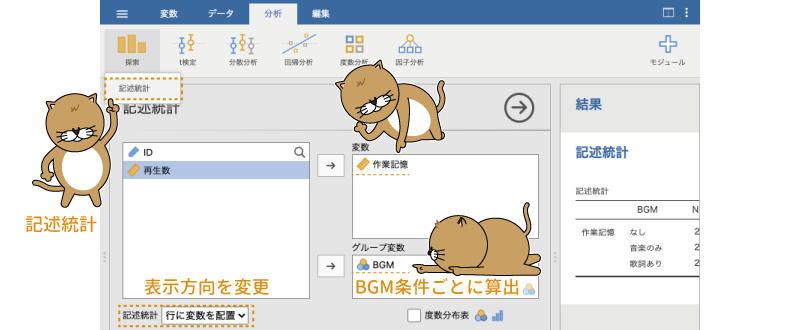 変数 データ 分析 編集
探索 t検定 分散分析 回帰分析 度数分析 因子分析 モジュール
記述統計
記述統計
ID
再生数
変数
作業記憶
グループ変数
BGM
BGM条件ごとに算出
表示方向を変更
記述統計 行に変数を配置
度数分布表
記述統計
結果
記述統計
記述統計
BGM N
作業記憶 なし 2
音楽のみ 2
歌詞あり 2